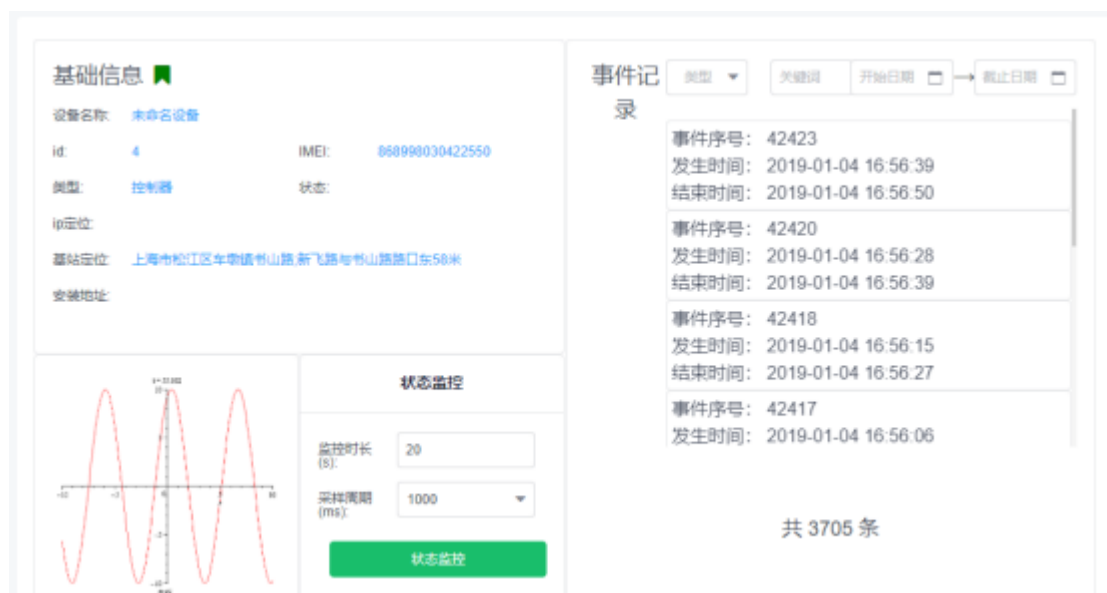 基础信息
设备名称: 未命名设备
id: 4 IMEI: 868998030422550
类型: 控制器 状态:
ip定位:
基站定位: 上海市松江区车墩镇书山路,新飞路与书山路路口东58米
安装地址:
状态监控
监控时长(s): 20
采样周期(ms): 1000
状态监控
事件记录
类型 关键词 开始日期 → 截止日期
事件序号: 42423
发生时间: 2019-01-04 16:56:39
结束时间: 2019-01-04 16:56:50
事件序号: 42420
发生时间: 2019-01-04 16:56:28
结束时间: 2019-01-04 16:56:39
事件序号: 42418
发生时间: 2019-01-04 16:56:15
结束时间: 2019-01-04 16:56:27
事件序号: 42417
发生时间: 2019-01-04 16:56:06
共 3705 条